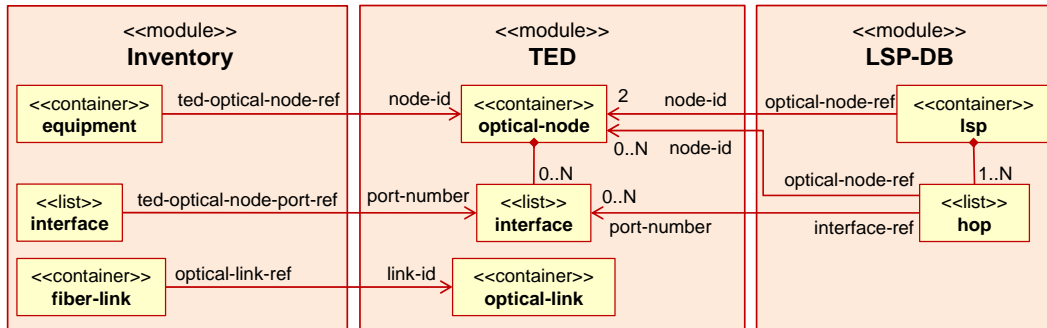 <<module>>
Inventory
<<module>>
TED
<<module>>
LSP-DB
<<container>>
equipment
ted-optical-node-ref
node-id
<<container>>
optical-node
2
node-id
optical-node-ref
<<container>>
lsp
0..N
node-id
0..N
optical-node-ref
1..N
<<list>>
interface
ted-optical-node-port-ref
port-number
<<list>>
interface
0..N
port-number
interface-ref
<<list>>
hop
<<container>>
fiber-link
optical-link-ref
link-id
<<container>>
optical-link